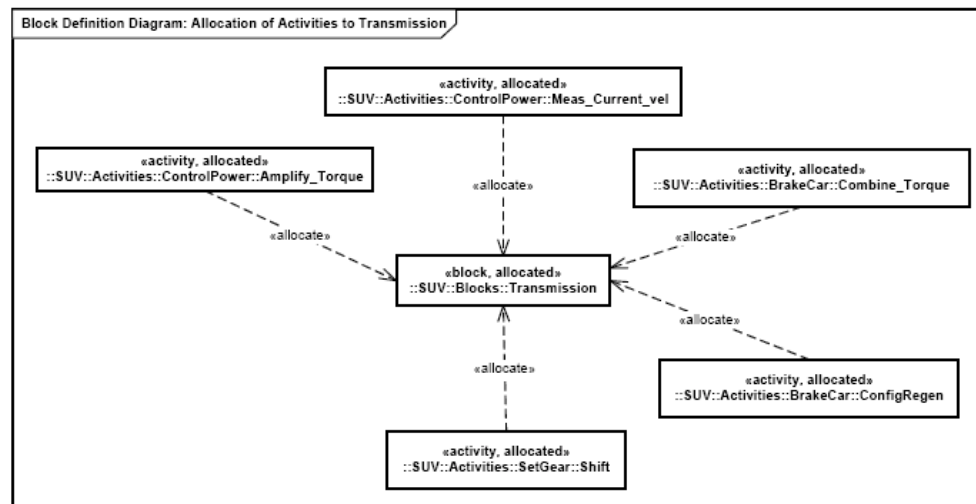 Block Definition Diagram: Allocation of Activities to Transmission
«activity, allocated»
::SUV::Activities::ControlPower::Meas_Current_vel
«activity, allocated»
::SUV::Activities::ControlPower::Amplify_Torque
«activity, allocated»
::SUV::Activities::BrakeCar::Combine_Torque
«allocate»
«allocate»
«allocate»
«block, allocated»
::SUV::Blocks::Transmission
«allocate»
«allocate»
«activity, allocated»
::SUV::Activities::BrakeCar::ConfigRegen
«activity, allocated»
::SUV::Activities::SetGear::Shift